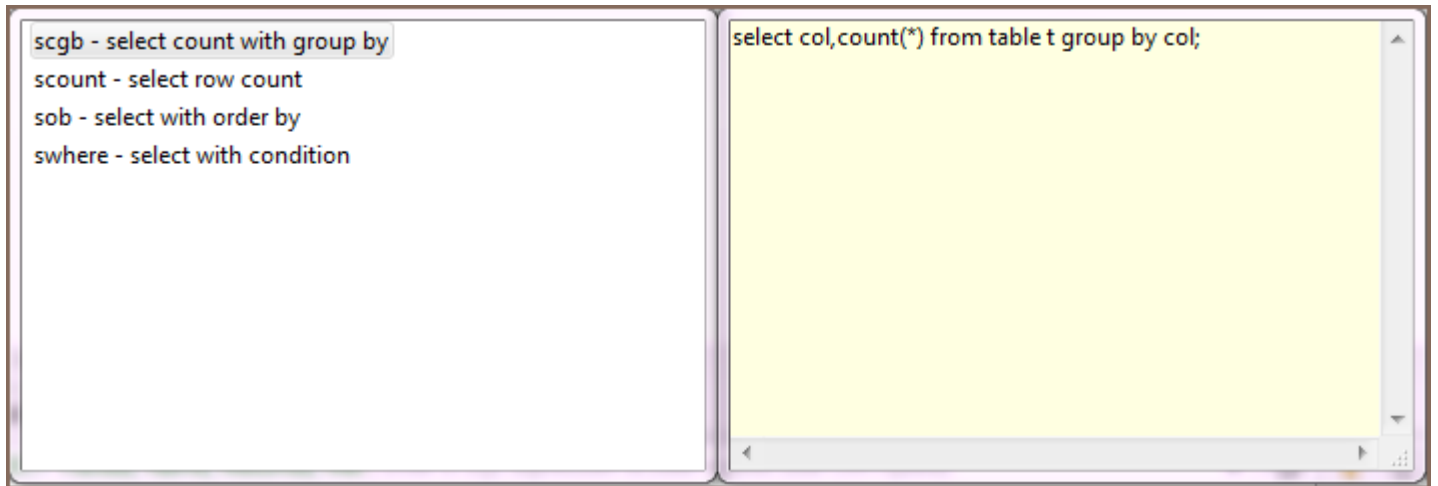 scgb - select count with group by
scount - select row count
sob - select with order by
swhere - select with condition
select col,count(*) from table t group by col;